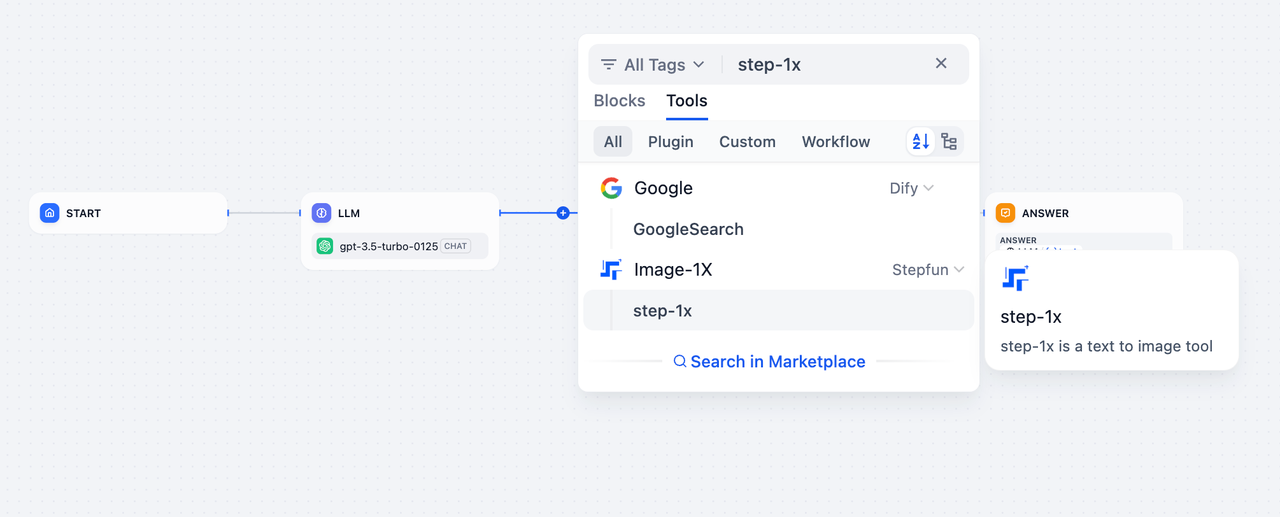 All Tags
step-1x
Blocks
Tools
All
Plugin
Custom
Workflow
A
Z
Google
Dify
GoogleSearch
Image-1X
Stepfun
step-1x
Search in Marketplace
START
LLM
gpt-3.5-turbo-0125
CHAT
ANSWER
ANSWER
step-1x
step-1x is a text to image tool